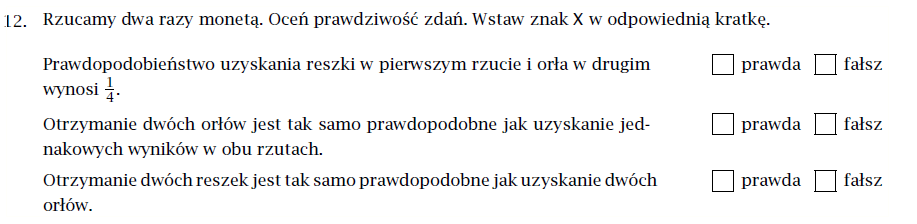 12. Rzucamy dwa razy monetą. Oceń prawdziwość zdań. Wstaw znak X w odpowiednią kratkę.
Prawdopodobieństwo uzyskania reszki w pierwszym rzucie i orła w drugim wynosi 1/4. prawda fałsz
Otrzymanie dwóch orłów jest tak samo prawdopodobne jak uzyskanie jed- prawda fałsz
nakowych wyników w obu rzutach.
Otrzymanie dwóch reszek jest tak samo prawdopodobne jak uzyskanie dwóch prawda fałsz
orłów.